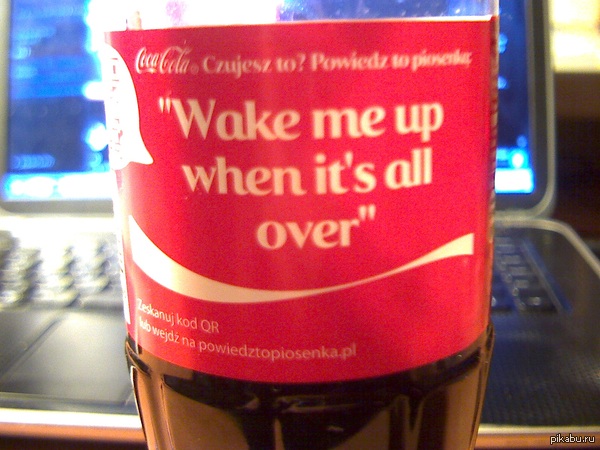 Coca-Cola Czujesz to? Powiedz to piosenką
"Wake me up
when it's all
over"
Zeskanuj kod QR
lub wejdź na powiedztopiosenka.pl
pikabu.ru